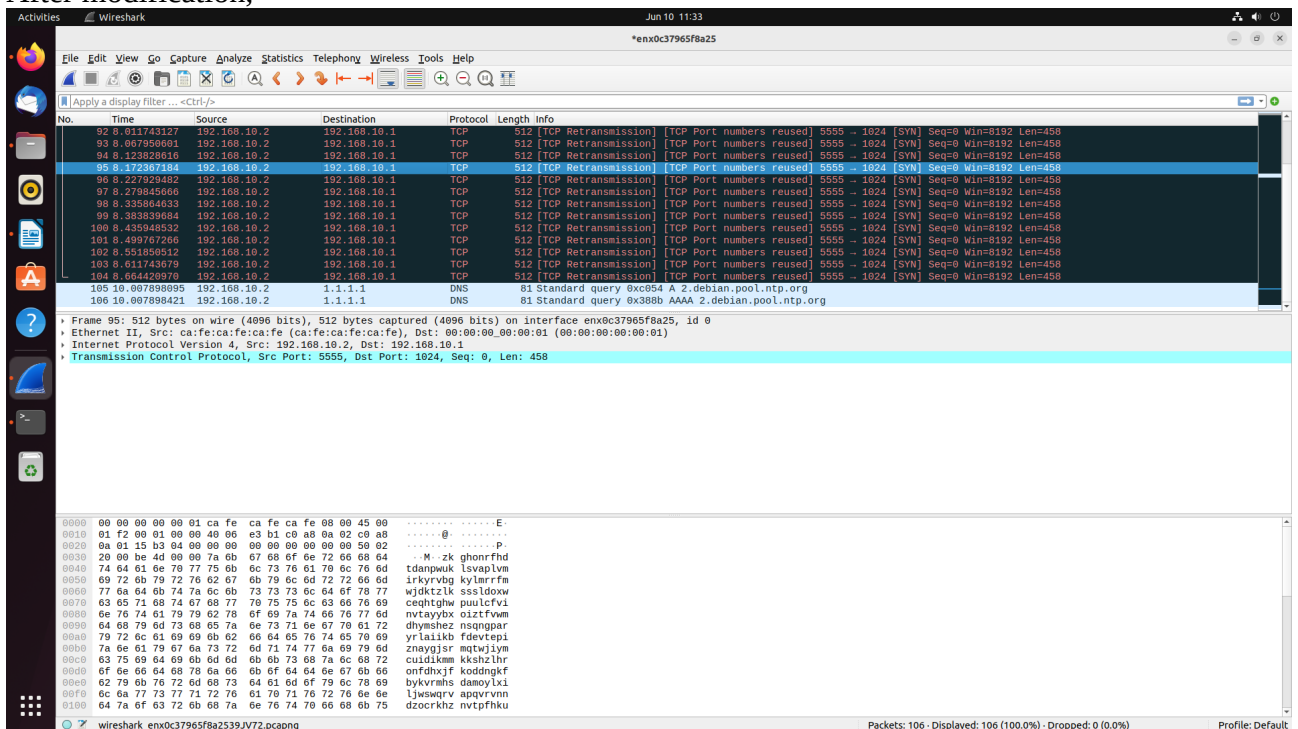 After modification,
Activities Wireshark Jun 10 11:33
*enx0c37965f8a25
File Edit View Go Capture Analyze Statistics Telephony Wireless Tools Help
Apply a display filter ... <Ctrl-/>
No. Time Source Destination Protocol Length Info
92 8.011743127 192.168.10.2 192.168.10.1 TCP 512 [TCP Retransmission] [TCP Port numbers reused] 5555 → 1024 [SYN] Seq=0 Win=8192 Len=458
93 8.067950601 192.168.10.2 192.168.10.1 TCP 512 [TCP Retransmission] [TCP Port numbers reused] 5555 → 1024 [SYN] Seq=0 Win=8192 Len=458
94 8.123828616 192.168.10.2 192.168.10.1 TCP 512 [TCP Retransmission] [TCP Port numbers reused] 5555 → 1024 [SYN] Seq=0 Win=8192 Len=458
95 8.172367184 192.168.10.2 192.168.10.1 TCP 512 [TCP Retransmission] [TCP Port numbers reused] 5555 → 1024 [SYN] Seq=0 Win=8192 Len=458
96 8.227929482 192.168.10.2 192.168.10.1 TCP 512 [TCP Retransmission] [TCP Port numbers reused] 5555 → 1024 [SYN] Seq=0 Win=8192 Len=458
97 8.279845666 192.168.10.2 192.168.10.1 TCP 512 [TCP Retransmission] [TCP Port numbers reused] 5555 → 1024 [SYN] Seq=0 Win=8192 Len=458
98 8.335864633 192.168.10.2 192.168.10.1 TCP 512 [TCP Retransmission] [TCP Port numbers reused] 5555 → 1024 [SYN] Seq=0 Win=8192 Len=458
99 8.383839684 192.168.10.2 192.168.10.1 TCP 512 [TCP Retransmission] [TCP Port numbers reused] 5555 → 1024 [SYN] Seq=0 Win=8192 Len=458
100 8.435948532 192.168.10.2 192.168.10.1 TCP 512 [TCP Retransmission] [TCP Port numbers reused] 5555 → 1024 [SYN] Seq=0 Win=8192 Len=458
101 8.499767266 192.168.10.2 192.168.10.1 TCP 512 [TCP Retransmission] [TCP Port numbers reused] 5555 → 1024 [SYN] Seq=0 Win=8192 Len=458
102 8.551850512 192.168.10.2 192.168.10.1 TCP 512 [TCP Retransmission] [TCP Port numbers reused] 5555 → 1024 [SYN] Seq=0 Win=8192 Len=458
103 8.611743679 192.168.10.2 192.168.10.1 TCP 512 [TCP Retransmission] [TCP Port numbers reused] 5555 → 1024 [SYN] Seq=0 Win=8192 Len=458
104 8.664420970 192.168.10.2 192.168.10.1 TCP 512 [TCP Retransmission] [TCP Port numbers reused] 5555 → 1024 [SYN] Seq=0 Win=8192 Len=458
105 10.007898095 192.168.10.2 1.1.1.1 DNS 81 Standard query 0xc054 A 2.debian.pool.ntp.org
106 10.007898421 192.168.10.2 1.1.1.1 DNS 81 Standard query 0x388b AAAA 2.debian.pool.ntp.org
Frame 95: 512 bytes on wire (4096 bits), 512 bytes captured (4096 bits) on interface enx0c37965f8a25, id 0
Ethernet II, Src: ca:fe:ca:fe:ca:fe (ca:fe:ca:fe:ca:fe), Dst: 00:00:00_00:00:01 (00:00:00:00:00:01)
Internet Protocol Version 4, Src: 192.168.10.2, Dst: 192.168.10.1
Transmission Control Protocol, Src Port: 5555, Dst Port: 1024, Seq: 0, Len: 458
0000 00 00 00 00 00 01 ca fe ca fe ca fe 08 00 45 00 ········ ······E·
0010 01 f2 00 01 00 00 40 06 e3 b1 c0 a8 0a 02 c0 a8 ······@· ········
0020 0a 01 15 b3 04 00 00 00 00 00 00 00 00 00 50 02 ········ ······P·
0030 20 00 be 4d 00 00 7a 6b 67 68 6f 6e 72 66 68 64 ··M··zk ghonrfhd
0040 74 64 61 6e 70 77 75 6b 6c 73 76 61 70 6c 76 6d tdanpwuk lsvaplvm
0050 69 72 6b 79 72 76 62 67 6b 79 6c 6d 72 72 66 6d irkyrvbg kylmrrfm
0060 77 6a 64 6b 74 7a 6c 6b 73 73 73 6c 64 6f 78 77 wjdktzlk sssldoxw
0070 63 65 71 68 74 67 68 77 70 75 75 6c 63 66 76 69 ceqhtghw puulcfvi
0080 6e 76 74 61 79 79 62 78 6f 69 7a 74 66 76 77 6d nvtayybx oiztfvwm
0090 64 68 79 6d 73 68 65 7a 6e 73 71 6e 67 70 61 72 dhymshez nsqngpar
00a0 79 72 6c 61 69 69 6b 62 66 64 65 76 74 65 70 69 yrlaiikb fdevtepi
00b0 7a 6e 61 79 67 6a 73 72 6d 71 74 77 6a 69 79 6d znaygjsr mqtwjiym
00c0 63 75 69 64 69 6b 6d 6d 6b 6b 73 68 7a 6c 68 72 cuidikmm kkshzlhr
00d0 6f 6e 66 64 68 78 6a 66 6b 6f 64 64 6e 67 6b 66 onfdhxjf koddngkf
00e0 62 79 6b 76 72 6d 68 73 64 61 6d 6f 79 6c 78 69 bykvrmhs damoylxi
00f0 6c 6a 77 73 77 71 72 76 61 70 71 76 72 76 6e 6e ljwswqrv apqvrvnn
0100 64 7a 6f 63 72 6b 68 7a 6e 76 74 70 66 68 6b 75 dzocrkhz nvtpfhku
wireshark_enx0c37965f8a2539JV72.pcapng Packets: 106 · Displayed: 106 (100.0%) · Dropped: 0 (0.0%) Profile: Default